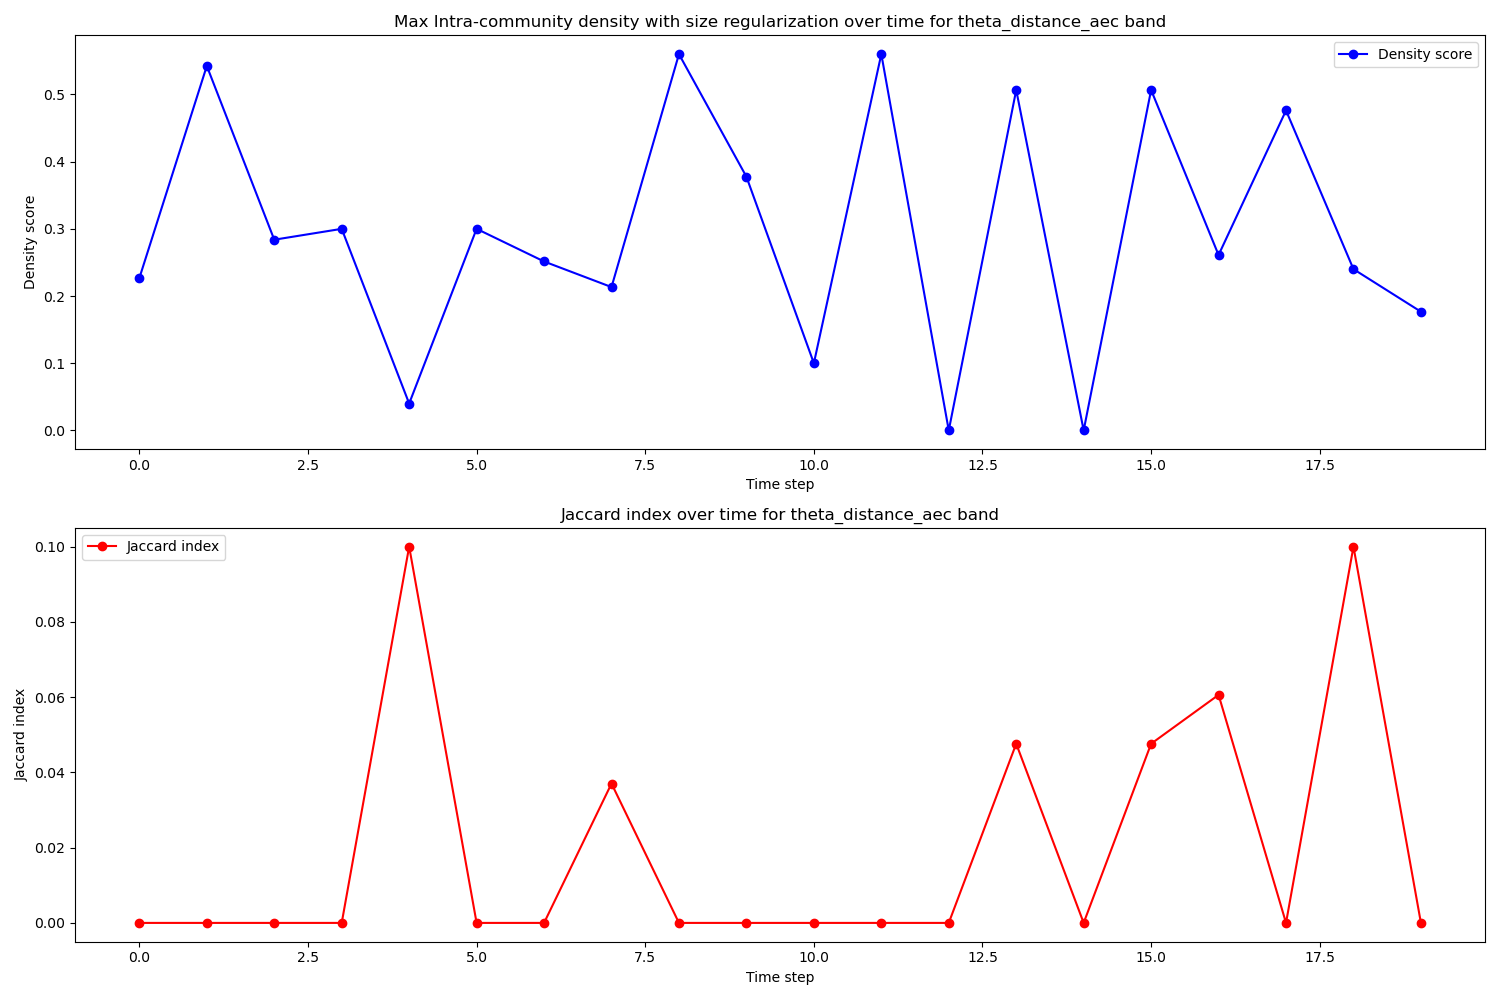 Max Intra-community density with size regularization over time for theta_distance_aec band
Density score
0.5
0.4
0.3
0.2
0.1
0.0
Density score
0.0 2.5 5.0 7.5 10.0 12.5 15.0 17.5
Time step
Jaccard index over time for theta_distance_aec band
Jaccard index
0.10
0.08
0.06
0.04
0.02
0.00
Jaccard index
0.0 2.5 5.0 7.5 10.0 12.5 15.0 17.5
Time step